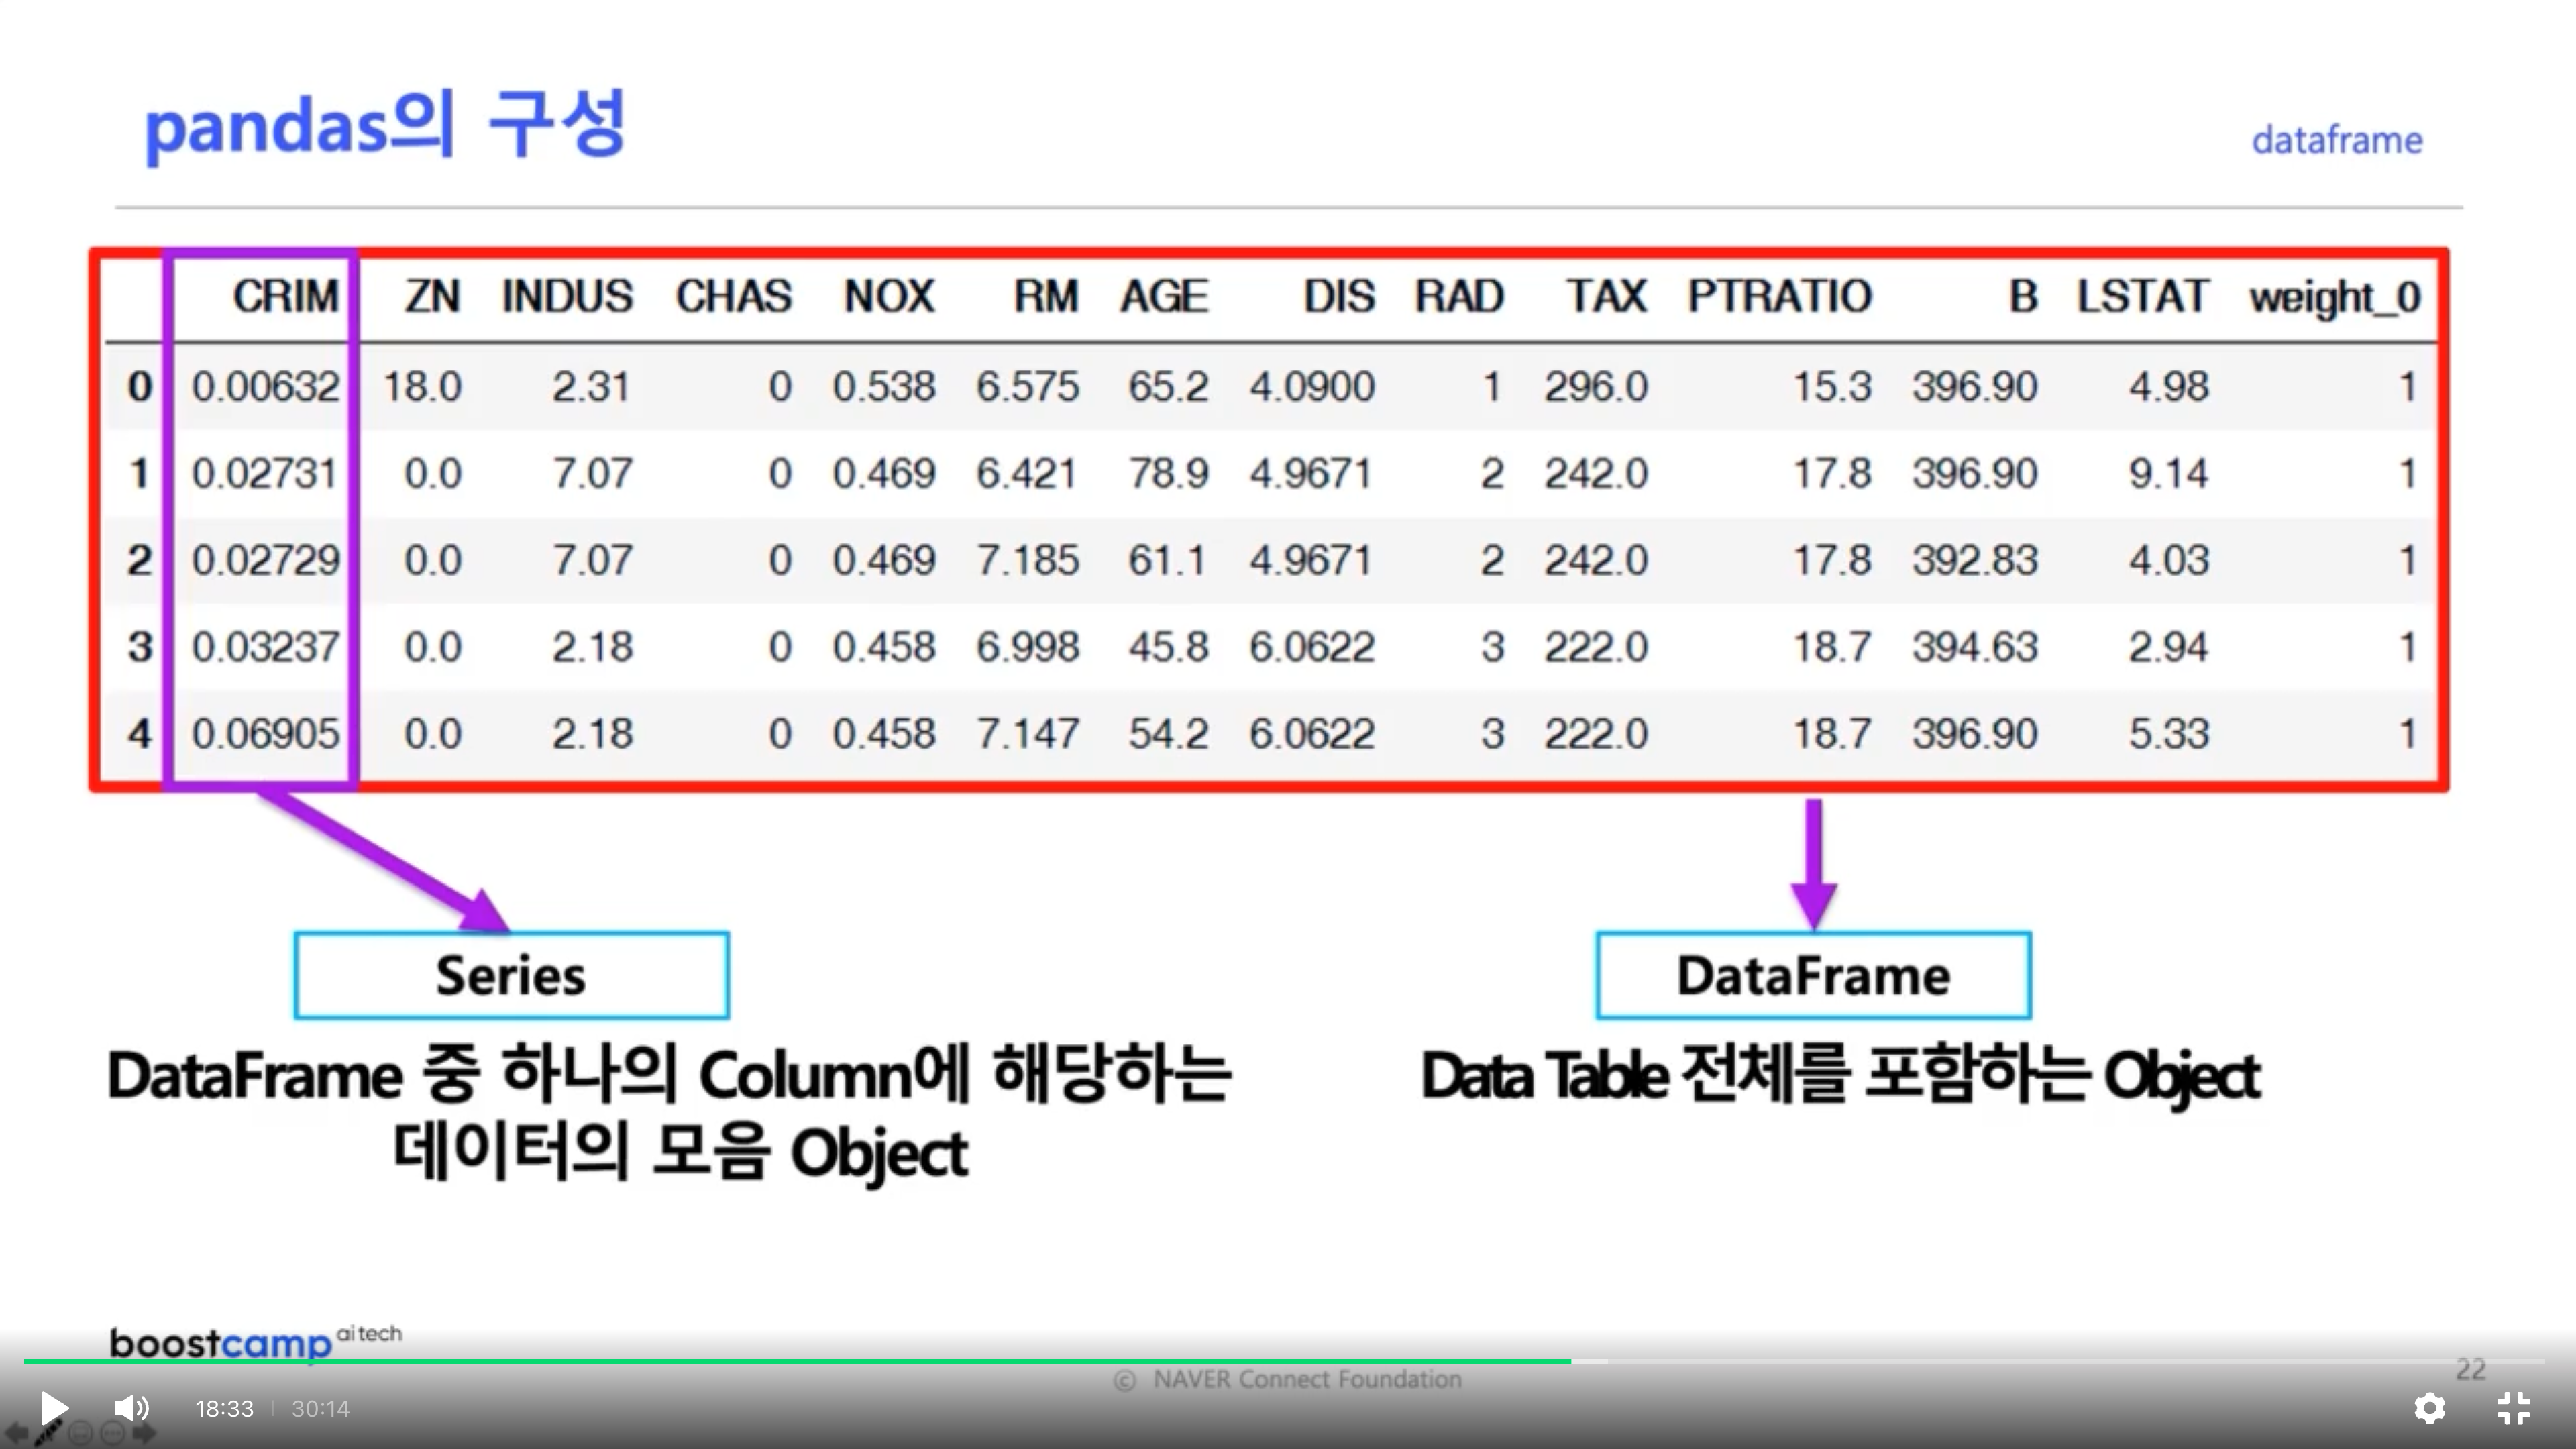 pandas의 구성
dataframe
CRIM ZN INDUS CHAS NOX RM AGE DIS RAD TAX PTRATIO B LSTAT weight_0
0 0.00632 18.0 2.31 0 0.538 6.575 65.2 4.0900 1 296.0 15.3 396.90 4.98 1
1 0.02731 0.0 7.07 0 0.469 6.421 78.9 4.9671 2 242.0 17.8 396.90 9.14 1
2 0.02729 0.0 7.07 0 0.469 7.185 61.1 4.9671 2 242.0 17.8 392.83 4.03 1
3 0.03237 0.0 2.18 0 0.458 6.998 45.8 6.0622 3 222.0 18.7 394.63 2.94 1
4 0.06905 0.0 2.18 0 0.458 7.147 54.2 6.0622 3 222.0 18.7 396.90 5.33 1
Series
DataFrame 중 하나의 Column에 해당하는
데이터의 모음 Object
DataFrame
Data Table 전체를 포함하는 Object
boostcamp ai tech
© NAVER Connect Foundation
22
18:33 | 30:14